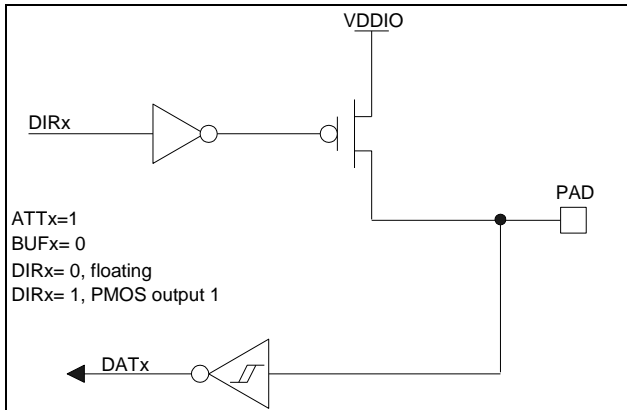 VDDIO
DIRx
PAD
ATTx=1
BUFx= 0
DIRx= 0, floating
DIRx= 1, PMOS output 1
DATx